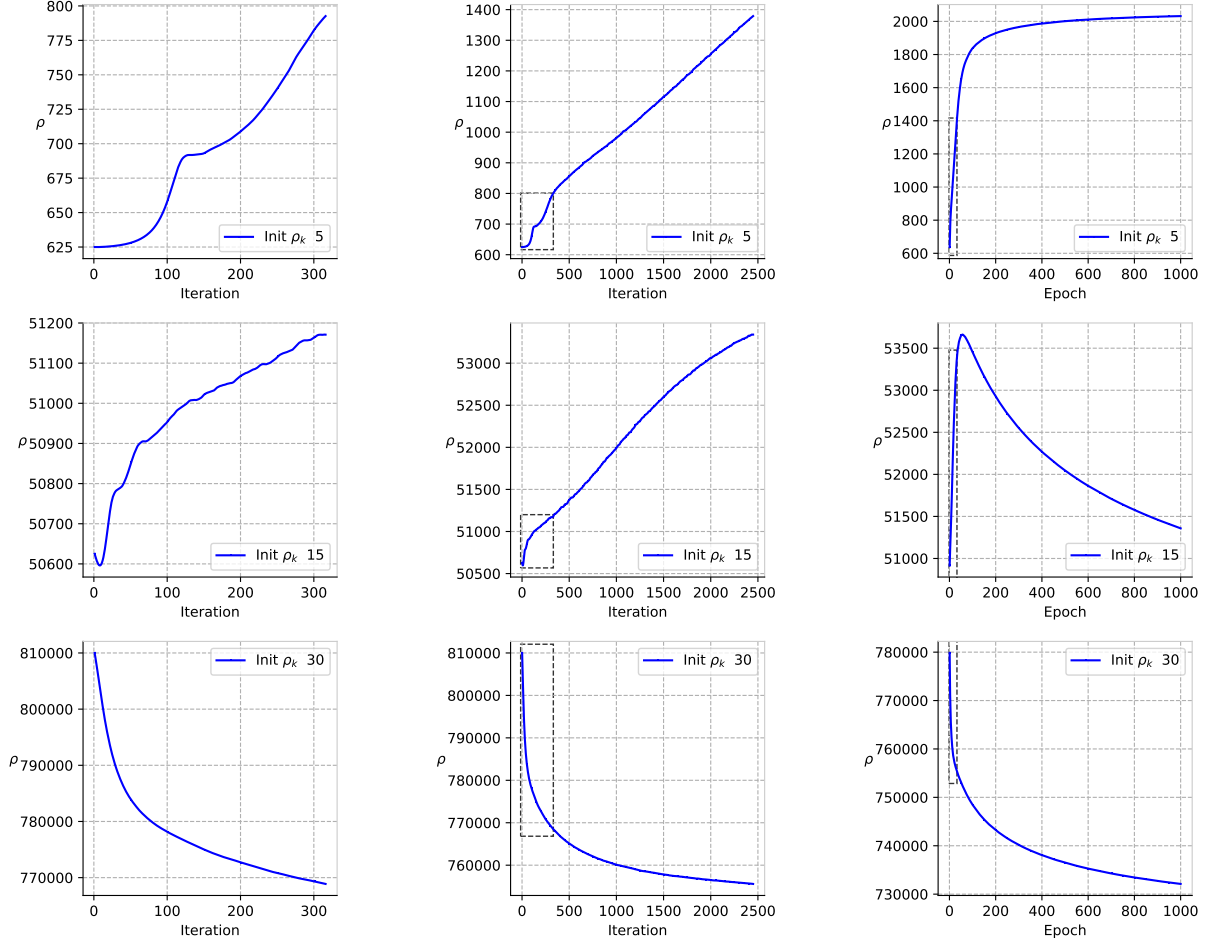 800
775
750
725
700
675
650
625
ρ
Init ρk 5
0 100 200 300
Iteration
1400
1300
1200
1100
1000
900
800
700
600
ρ
Init ρk 5
0 500 1000 1500 2000 2500
Iteration
2000
1800
1600
1400
1200
1000
800
600
ρ
Init ρk 5
0 200 400 600 800 1000
Epoch
51200
51100
51000
50900
50800
50700
50600
ρ
Init ρk 15
0 100 200 300
Iteration
53000
52500
52000
51500
51000
50500
ρ
Init ρk 15
0 500 1000 1500 2000 2500
Iteration
53500
53000
52500
52000
51500
51000
ρ
Init ρk 15
0 200 400 600 800 1000
Epoch
810000
800000
790000
780000
770000
ρ
Init ρk 30
0 100 200 300
Iteration
810000
800000
790000
780000
770000
760000
ρ
Init ρk 30
0 500 1000 1500 2000 2500
Iteration
780000
770000
760000
750000
740000
730000
ρ
Init ρk 30
0 200 400 600 800 1000
Epoch